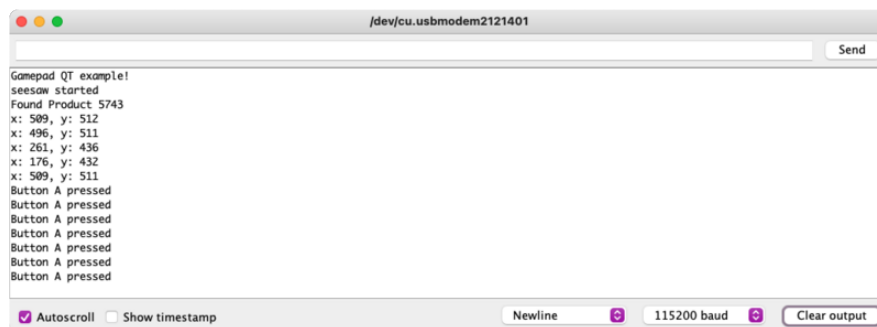 /dev/cu.usbmodem2121401
Send
Gamepad QT example!
seesaw started
Found Product 5743
x: 509, y: 512
x: 496, y: 511
x: 261, y: 436
x: 176, y: 432
x: 509, y: 511
Button A pressed
Button A pressed
Button A pressed
Button A pressed
Button A pressed
Button A pressed
Button A pressed
Autoscroll Show timestamp Newline 115200 baud Clear output